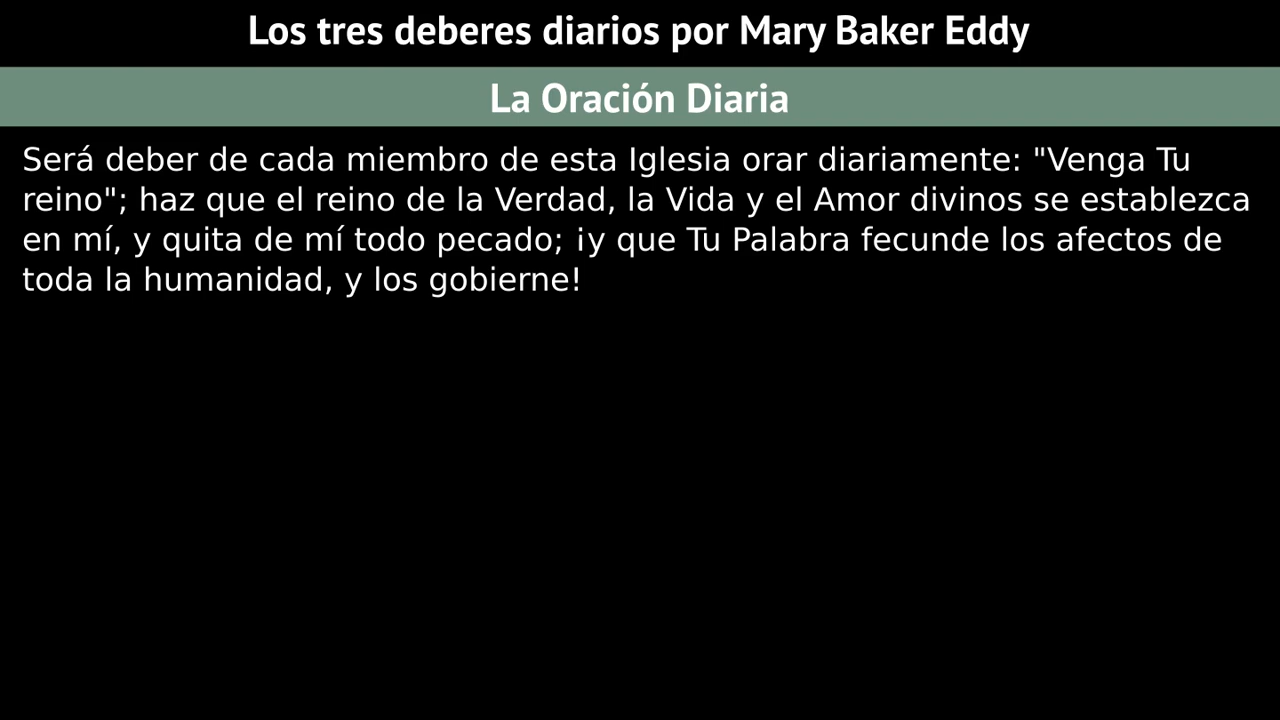 Los tres deberes diarios por Mary Baker Eddy
La Oración Diaria
Será deber de cada miembro de esta Iglesia orar diariamente: "Venga Tu
reino"; haz que el reino de la Verdad, la Vida y el Amor divinos se establezca
en mí, y quita de mí todo pecado; ¡y que Tu Palabra fecunde los afectos de
toda la humanidad, y los gobierne!